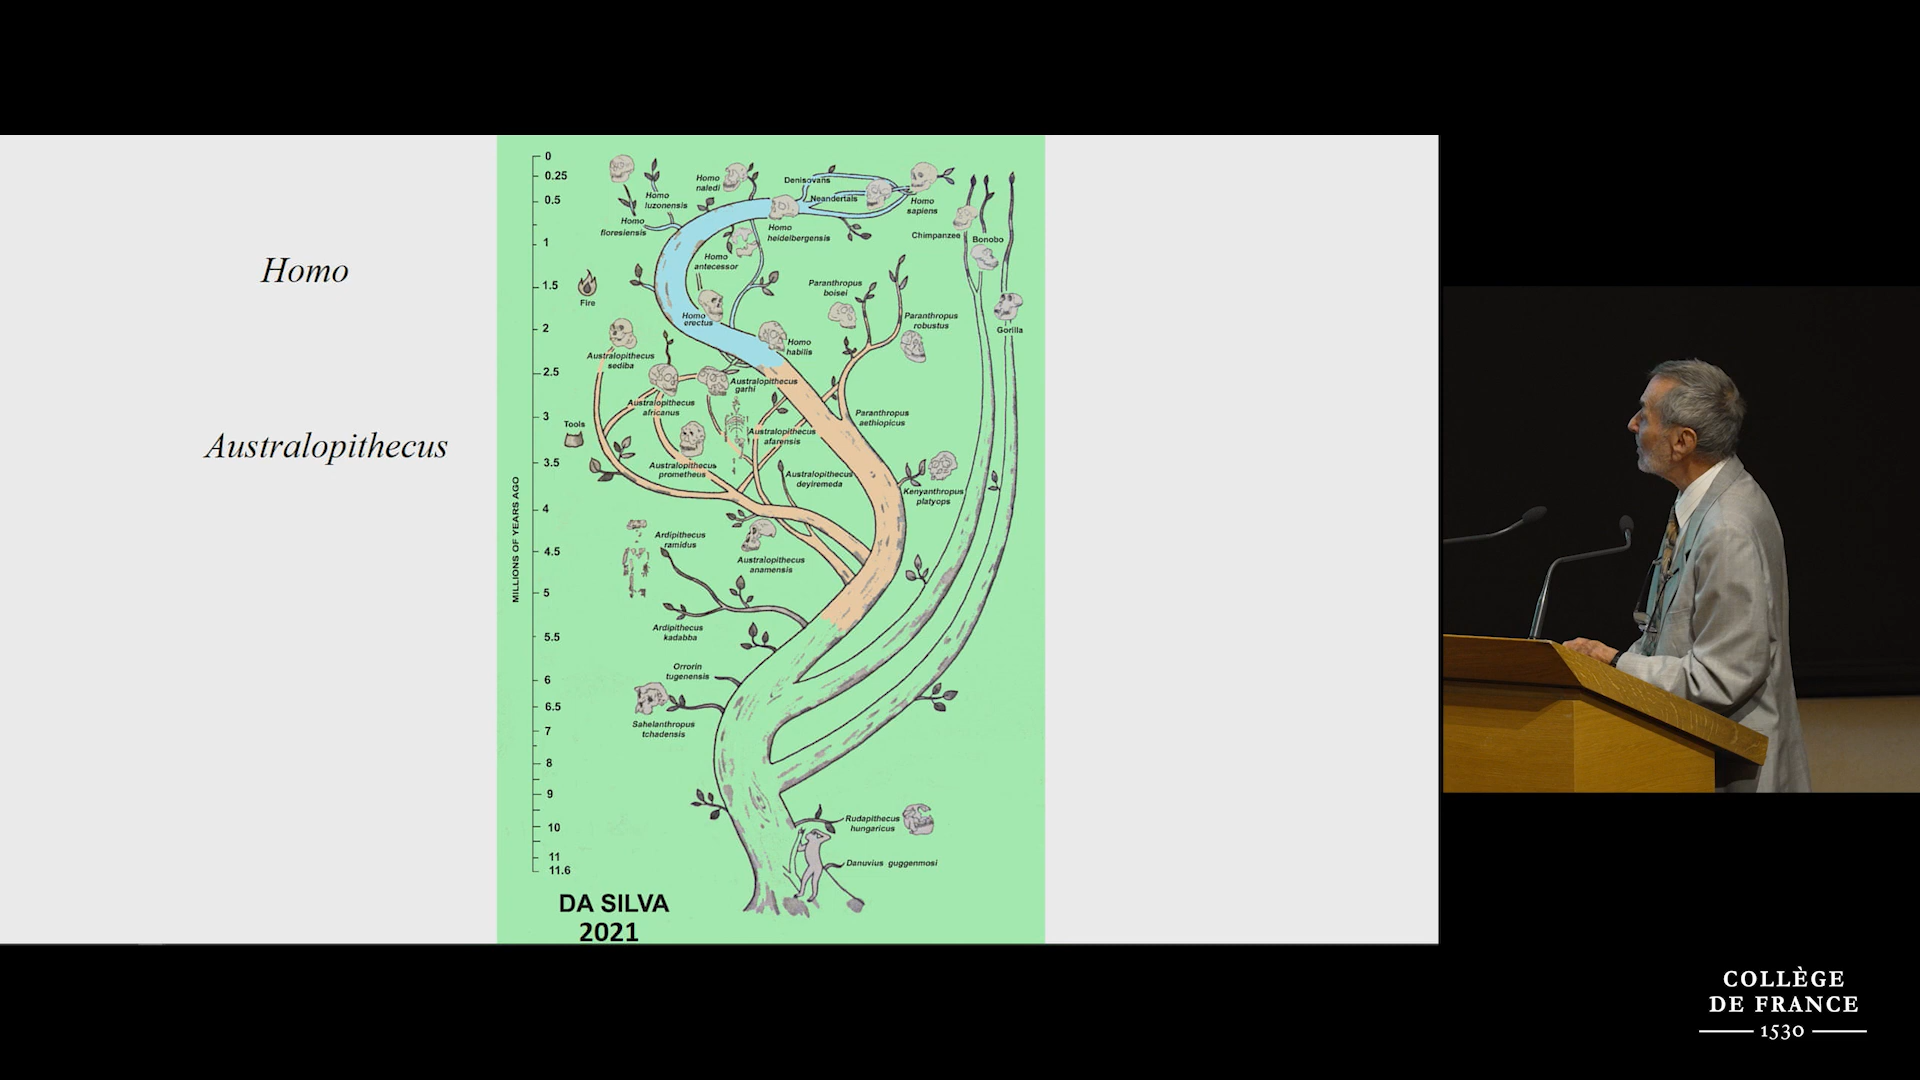 Homo
Australopithecus
0
0.25
0.5
1
1.5
2
2.5
3
3.5
4
4.5
5
5.5
6
6.5
7
8
9
10
11
11.6
MILLIONS OF YEARS AGO
Homo
luzonensis
Homo
floresiensis
Homo
naledi
Denisovans
Neandertals
Homo
sapiens
Homo
heidelbergensis
Chimpanzee
Bonobo
Homo
antecessor
Fire
Paranthropus
boisei
Homo
erectus
Paranthropus
robustus
Gorilla
Homo
habilis
Australopithecus
sediba
Australopithecus
garhi
Australopithecus
africanus
Paranthropus
aethiopicus
Tools
Australopithecus
afarensis
Australopithecus
prometheus
Australopithecus
deyiremeda
Kenyanthropus
platyops
Ardipithecus
ramidus
Australopithecus
anamensis
Ardipithecus
kadabba
Orrorin
tugenensis
Sahelanthropus
tchadensis
Rudapithecus
hungaricus
Danuvius guggenmosi
DA SILVA
2021
COLLÈGE
DE FRANCE
1530